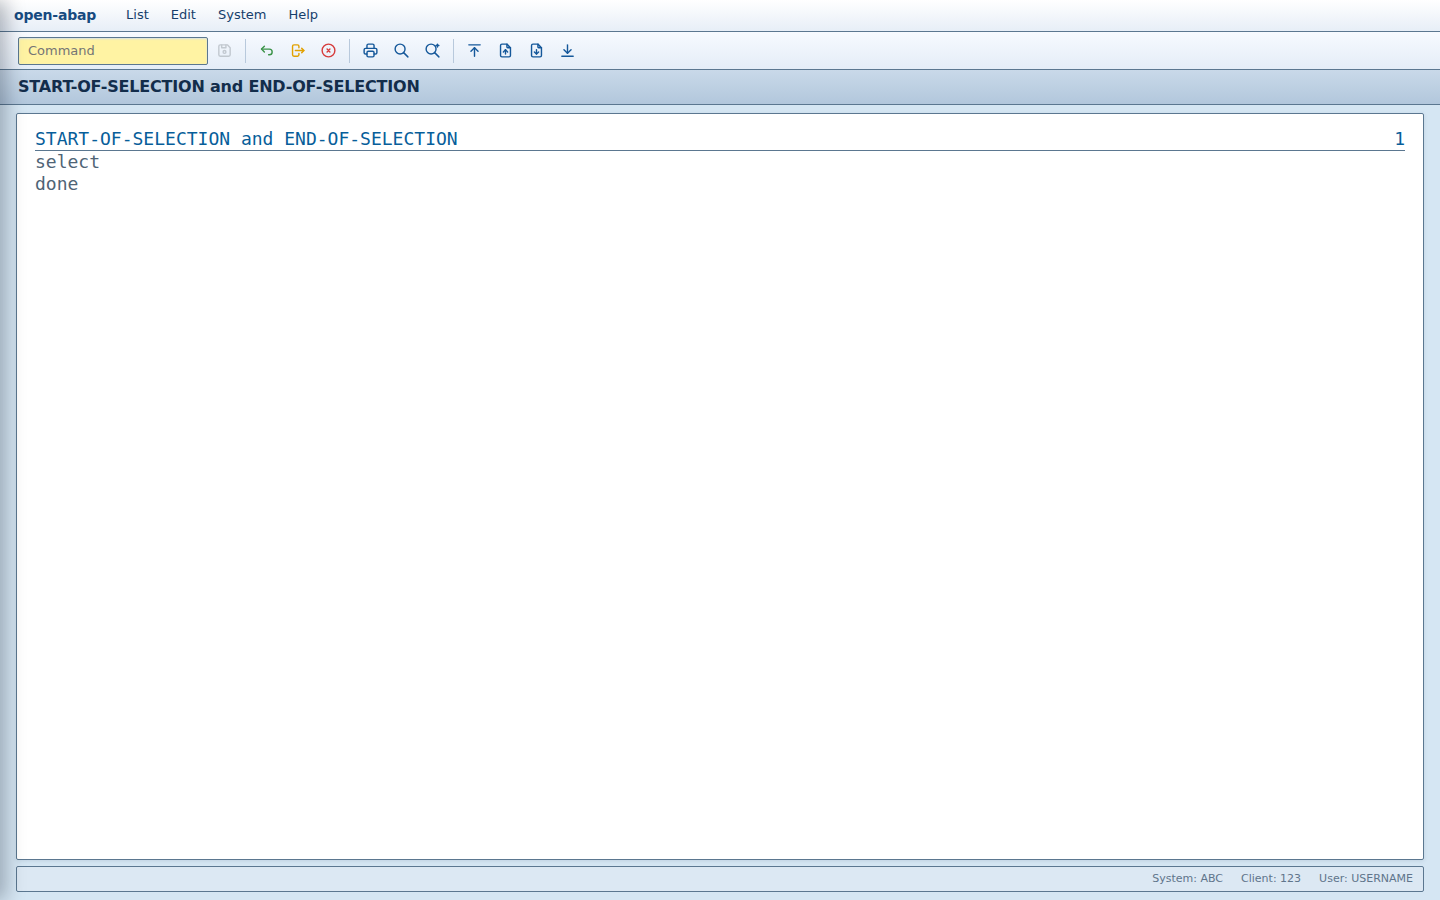 open-abap List Edit System Help
Command
START-OF-SELECTION and END-OF-SELECTION
START-OF-SELECTION and END-OF-SELECTION 1
select
done
System: ABC Client: 123 User: USERNAME